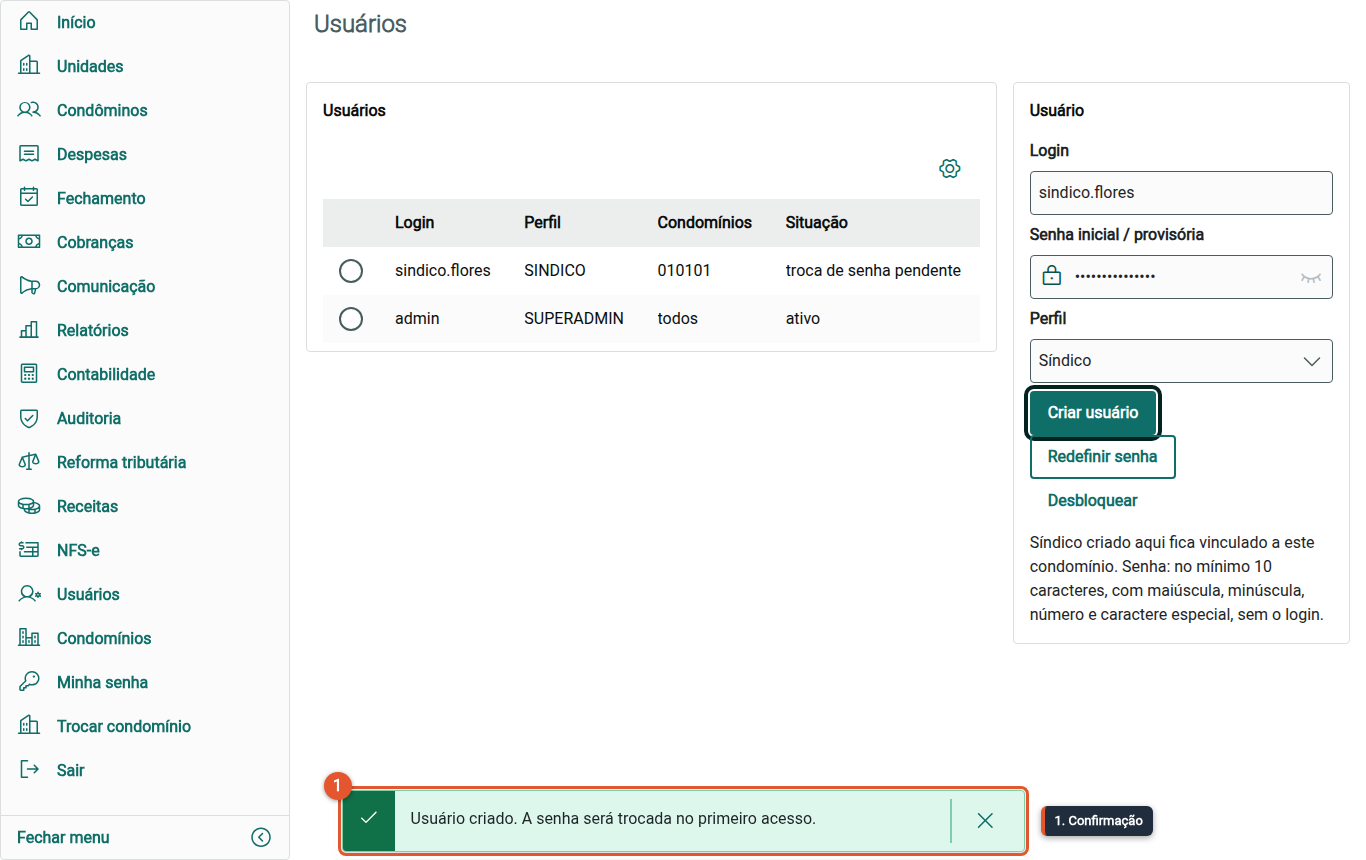 Início
Unidades
Condôminos
Despesas
Fechamento
Cobranças
Comunicação
Relatórios
Contabilidade
Auditoria
Reforma tributária
Receitas
NFS-e
Usuários
Condomínios
Minha senha
Trocar condomínio
Sair
Fechar menu
Usuários
Usuários
Login Perfil Condomínios Situação
sindico.flores SINDICO 010101 troca de senha pendente
admin SUPERADMIN todos ativo
Usuário
Login
sindico.flores
Senha inicial / provisória
•••••••••••••••
Perfil
Síndico
Criar usuário
Redefinir senha
Desbloquear
Síndico criado aqui fica vinculado a este
condomínio. Senha: no mínimo 10
caracteres, com maiúscula, minúscula,
número e caractere especial, sem o login.
1
Usuário criado. A senha será trocada no primeiro acesso.
1. Confirmação